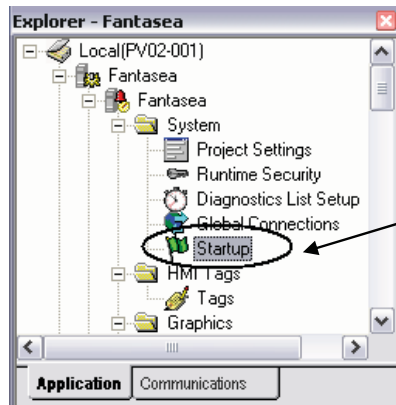 Explorer - Fantasea
Local(PV02-001)
Fantasea
Fantasea
System
Project Settings
Runtime Security
Diagnostics List Setup
Global Connections
Startup
HMI Tags
Tags
Graphics
Application Communications